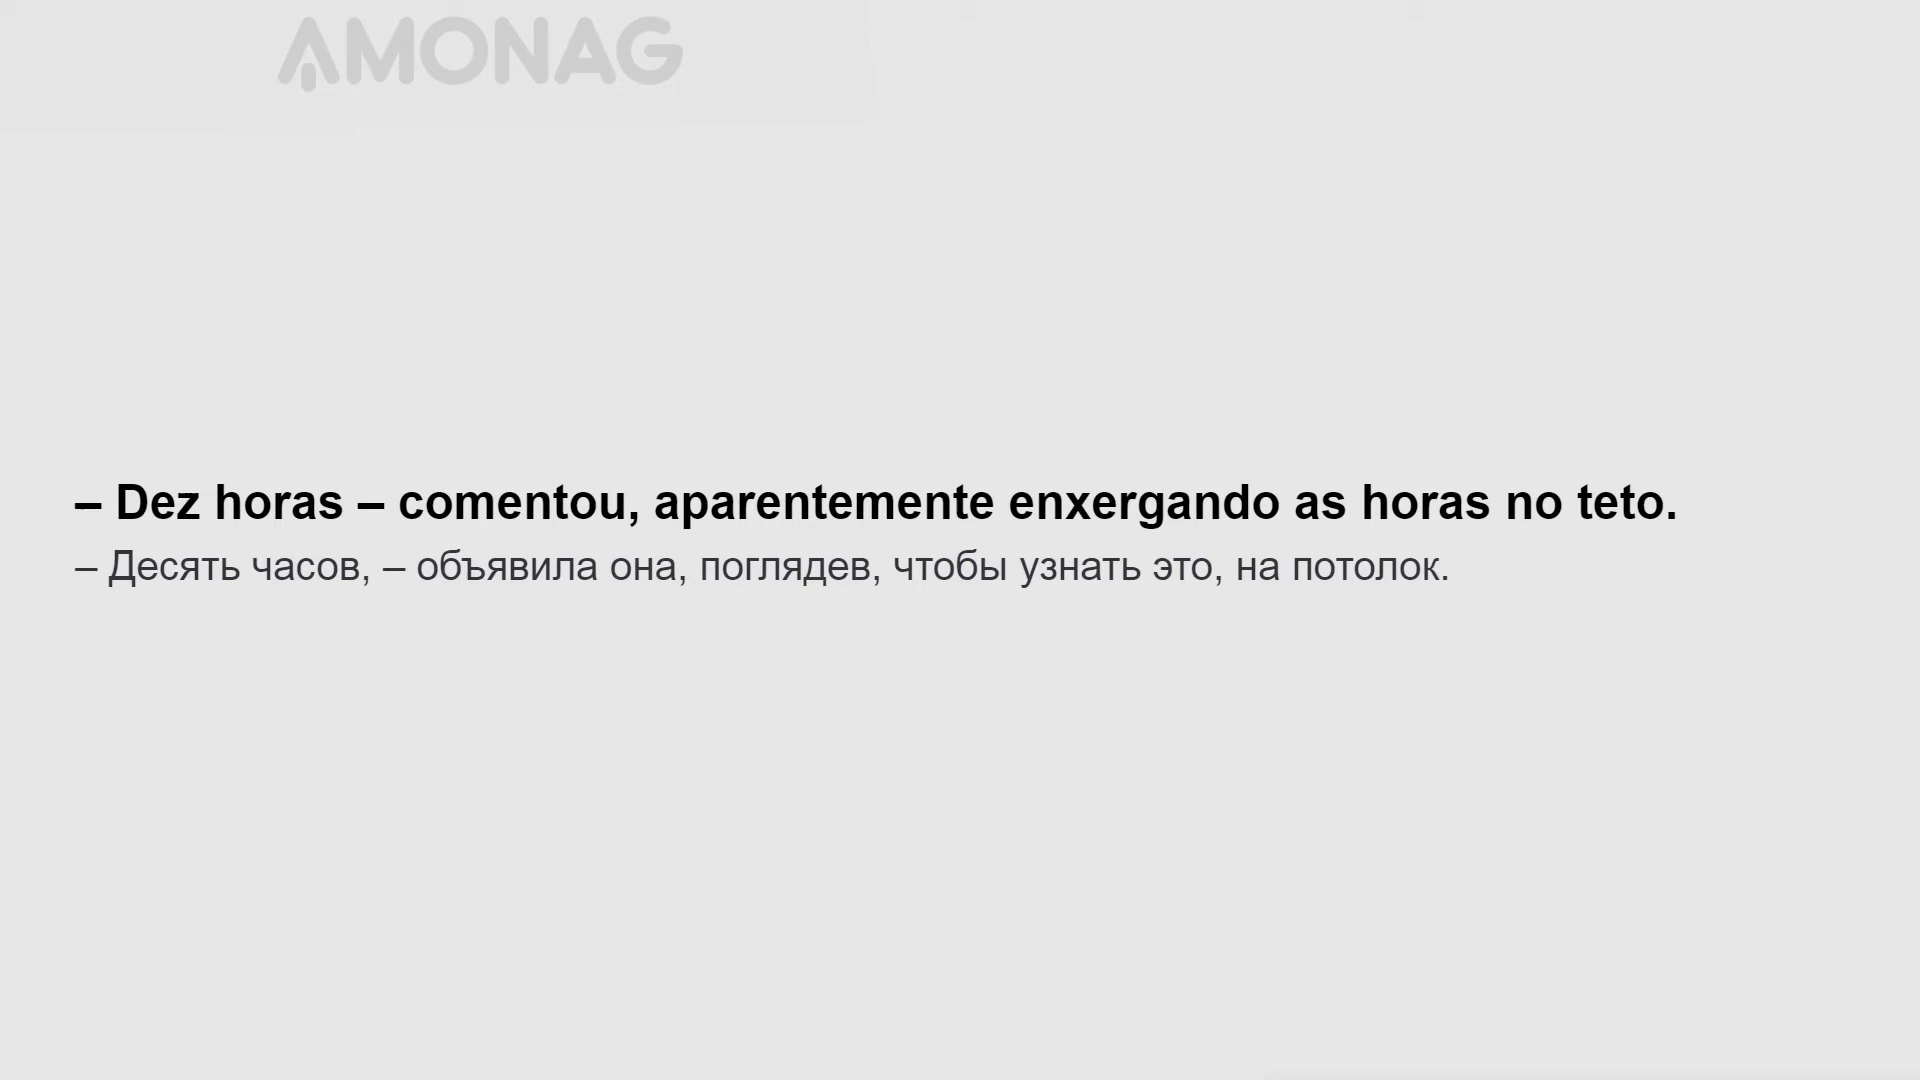 AMONAG
– Dez horas – comentou, aparentemente enxergando as horas no teto.
– Десять часов, – объявила она, поглядев, чтобы узнать это, на потолок.